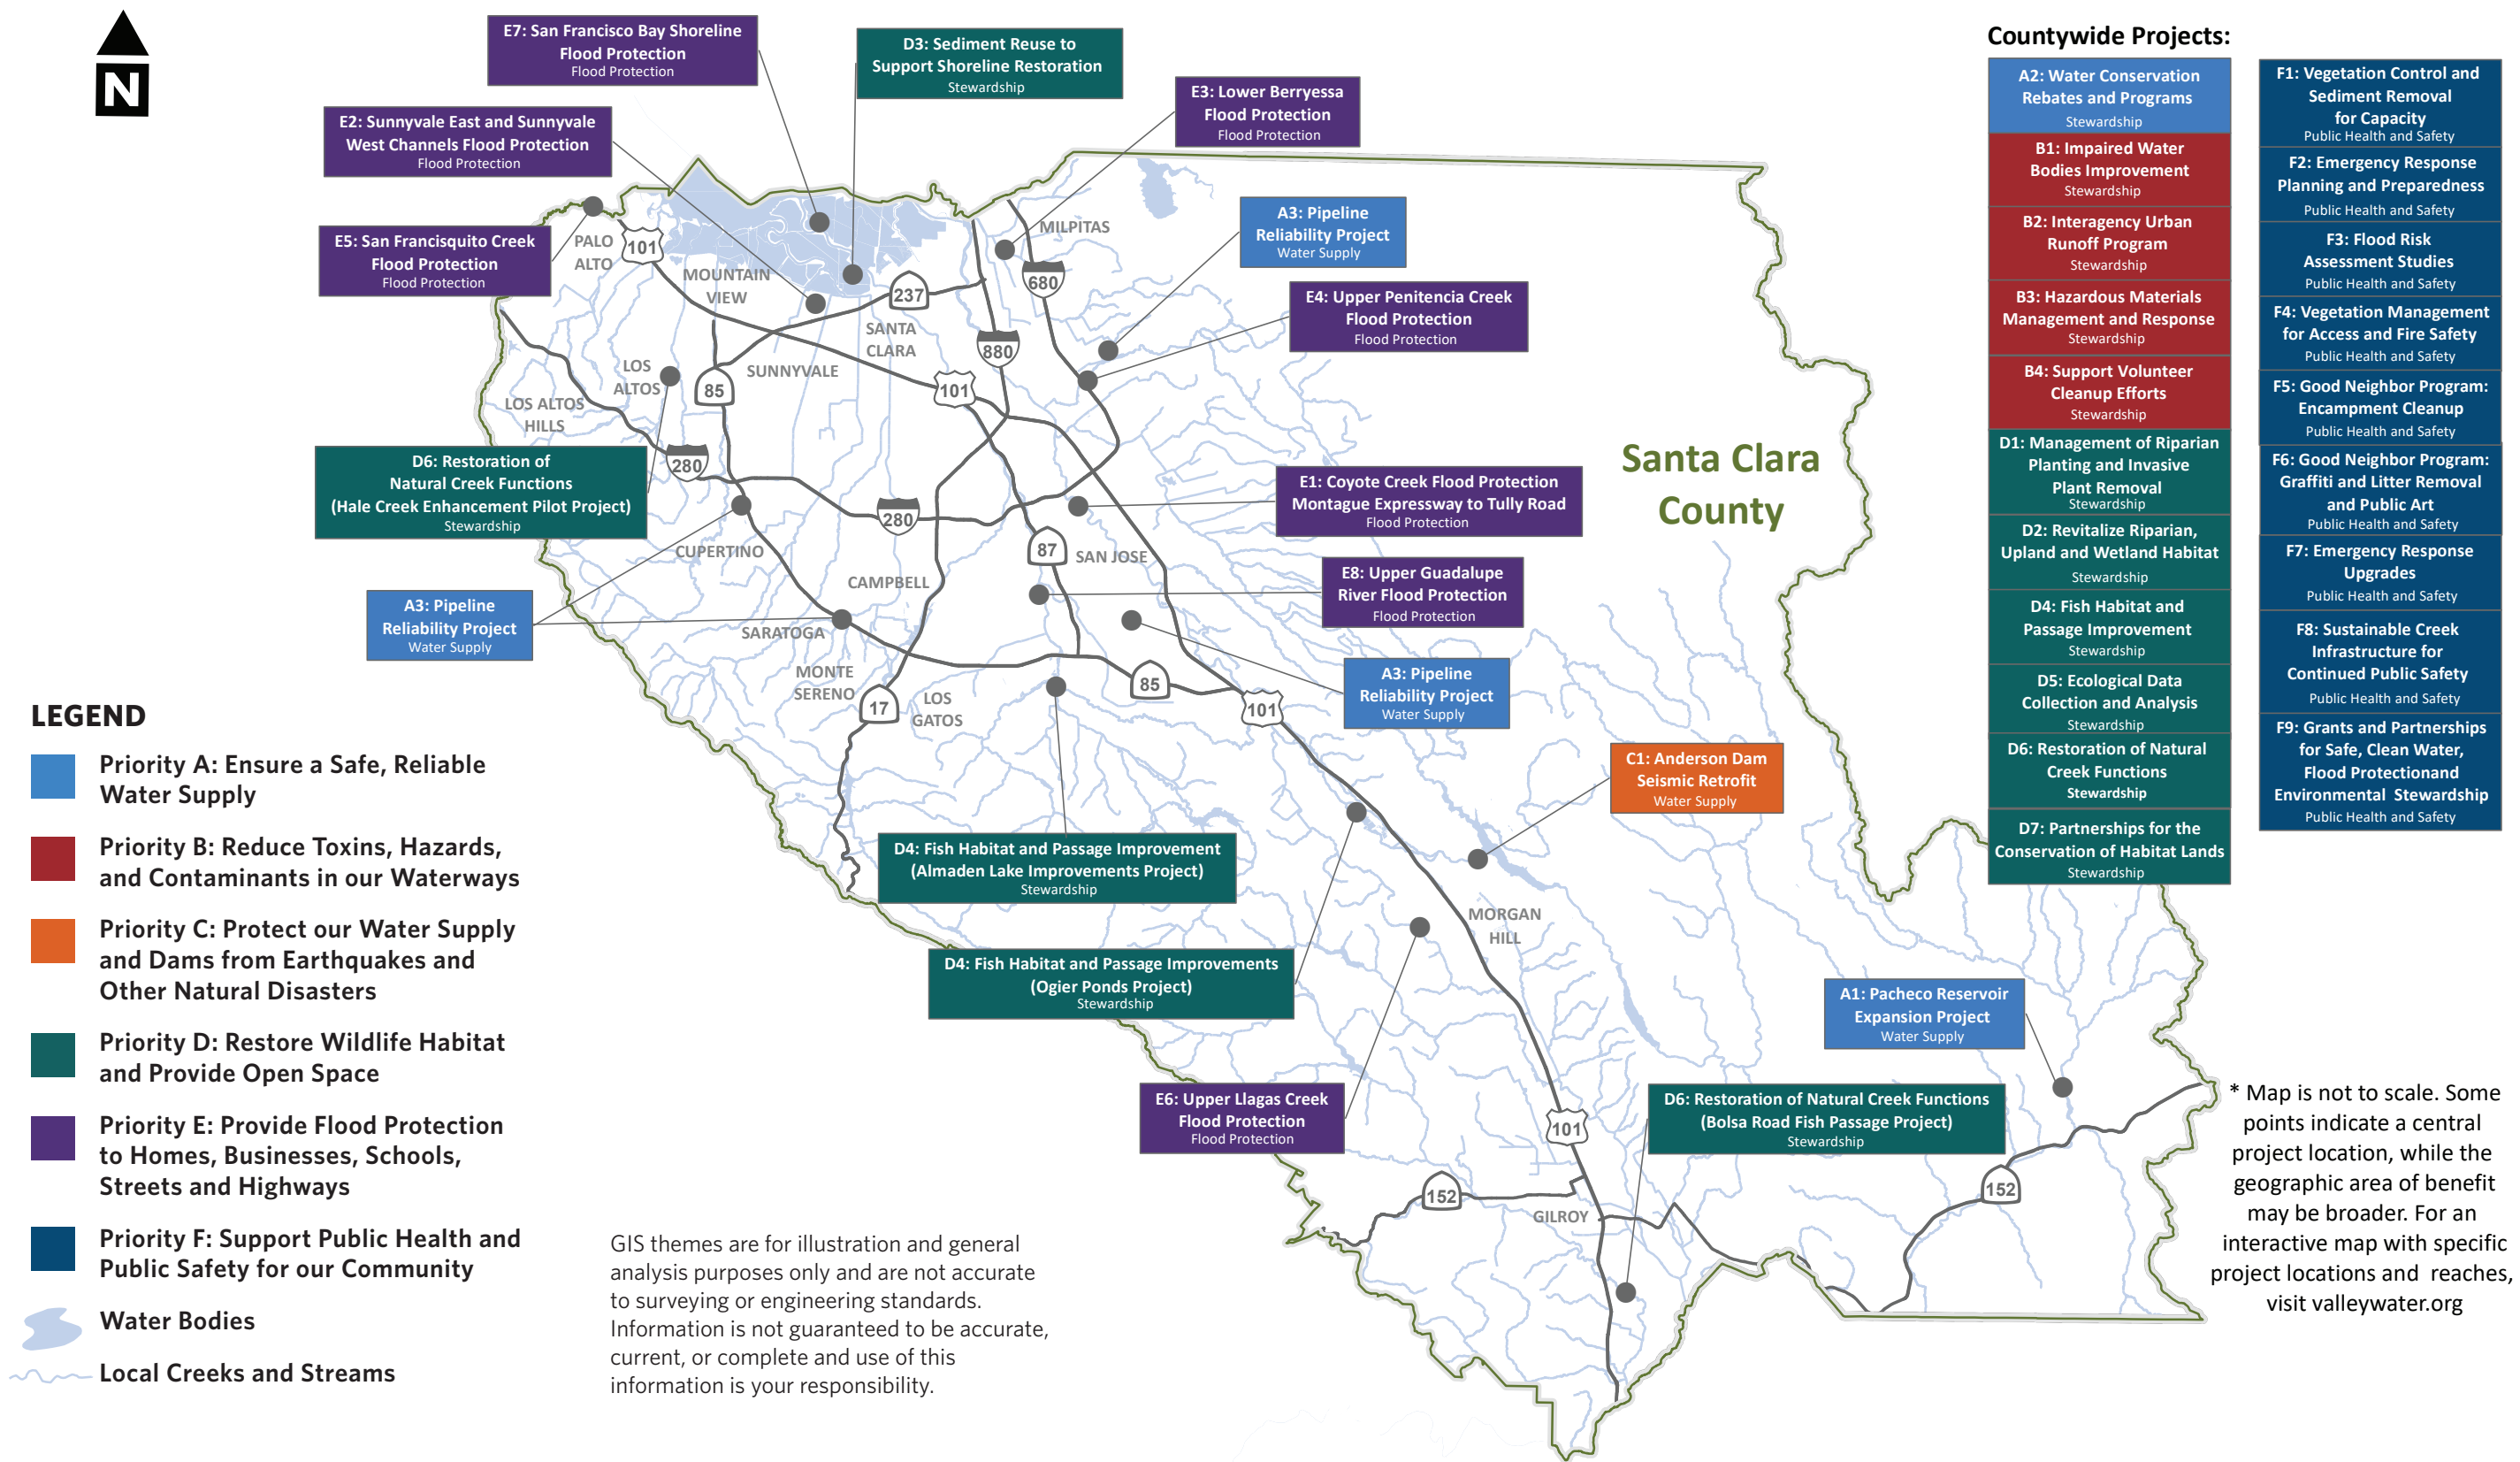 N
E7: San Francisco Bay Shoreline
Flood Protection
Flood Protection
D3: Sediment Reuse to
Support Shoreline Restoration
Stewardship
E3: Lower Berryessa
Flood Protection
Flood Protection
E2: Sunnyvale East and Sunnyvale
West Channels Flood Protection
Flood Protection
E5: San Francisquito Creek
Flood Protection
Flood Protection
A3: Pipeline
Reliability Project
Water Supply
E4: Upper Penitencia Creek
Flood Protection
Flood Protection
PALO
ALTO
101
MOUNTAIN
VIEW
MILPITAS
680
237
SANTA
CLARA
880
LOS
ALTOS
SUNNYVALE
85
101
LOS ALTOS
HILLS
280
D6: Restoration of
Natural Creek Functions
(Hale Creek Enhancement Pilot Project)
Stewardship
E1: Coyote Creek Flood Protection
Montague Expressway to Tully Road
Flood Protection
Santa Clara
County
280
CUPERTINO
87
SAN JOSE
CAMPBELL
E8: Upper Guadalupe
River Flood Protection
Flood Protection
A3: Pipeline
Reliability Project
Water Supply
SARATOGA
MONTE
SERENO
17
LOS
GATOS
85
101
A3: Pipeline
Reliability Project
Water Supply
C1: Anderson Dam
Seismic Retrofit
Water Supply
D4: Fish Habitat and Passage Improvement
(Almaden Lake Improvements Project)
Stewardship
MORGAN
HILL
D4: Fish Habitat and Passage Improvements
(Ogier Ponds Project)
Stewardship
A1: Pacheco Reservoir
Expansion Project
Water Supply
E6: Upper Llagas Creek
Flood Protection
Flood Protection
101
D6: Restoration of Natural Creek Functions
(Bolsa Road Fish Passage Project)
Stewardship
152
GILROY
152
Countywide Projects:
A2: Water Conservation
Rebates and Programs
Stewardship
B1: Impaired Water
Bodies Improvement
Stewardship
B2: Interagency Urban
Runoff Program
Stewardship
B3: Hazardous Materials
Management and Response
Stewardship
B4: Support Volunteer
Cleanup Efforts
Stewardship
D1: Management of Riparian
Planting and Invasive
Plant Removal
Stewardship
D2: Revitalize Riparian,
Upland and Wetland Habitat
Stewardship
D4: Fish Habitat and
Passage Improvement
Stewardship
D5: Ecological Data
Collection and Analysis
Stewardship
D6: Restoration of Natural
Creek Functions
Stewardship
D7: Partnerships for the
Conservation of Habitat Lands
Stewardship
F1: Vegetation Control and
Sediment Removal
for Capacity
Public Health and Safety
F2: Emergency Response
Planning and Preparedness
Public Health and Safety
F3: Flood Risk
Assessment Studies
Public Health and Safety
F4: Vegetation Management
for Access and Fire Safety
Public Health and Safety
F5: Good Neighbor Program:
Encampment Cleanup
Public Health and Safety
F6: Good Neighbor Program:
Graffiti and Litter Removal
and Public Art
Public Health and Safety
F7: Emergency Response
Upgrades
Public Health and Safety
F8: Sustainable Creek
Infrastructure for
Continued Public Safety
Public Health and Safety
F9: Grants and Partnerships
for Safe, Clean Water,
Flood Protectionand
Environmental Stewardship
Public Health and Safety
LEGEND
Priority A: Ensure a Safe, Reliable
Water Supply
Priority B: Reduce Toxins, Hazards,
and Contaminants in our Waterways
Priority C: Protect our Water Supply
and Dams from Earthquakes and
Other Natural Disasters
Priority D: Restore Wildlife Habitat
and Provide Open Space
Priority E: Provide Flood Protection
to Homes, Businesses, Schools,
Streets and Highways
Priority F: Support Public Health and
Public Safety for our Community
Water Bodies
Local Creeks and Streams
GIS themes are for illustration and general
analysis purposes only and are not accurate
to surveying or engineering standards.
Information is not guaranteed to be accurate,
current, or complete and use of this
information is your responsibility.
* Map is not to scale. Some
points indicate a central
project location, while the
geographic area of benefit
may be broader. For an
interactive map with specific
project locations and reaches,
visit valleywater.org